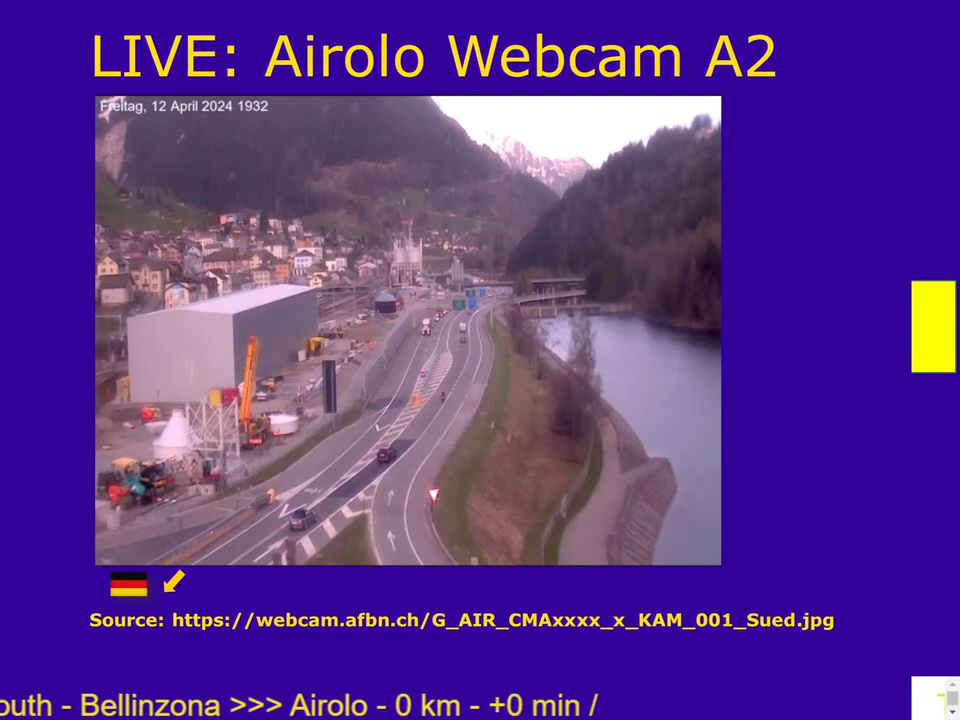 LIVE: Airolo Webcam A2
Freitag, 12 April 2024 1932
Source: https://webcam.afbn.ch/G_AIR_CMAxxxx_x_KAM_001_Sued.jpg
outh - Bellinzona >>> Airolo - 0 km - +0 min /